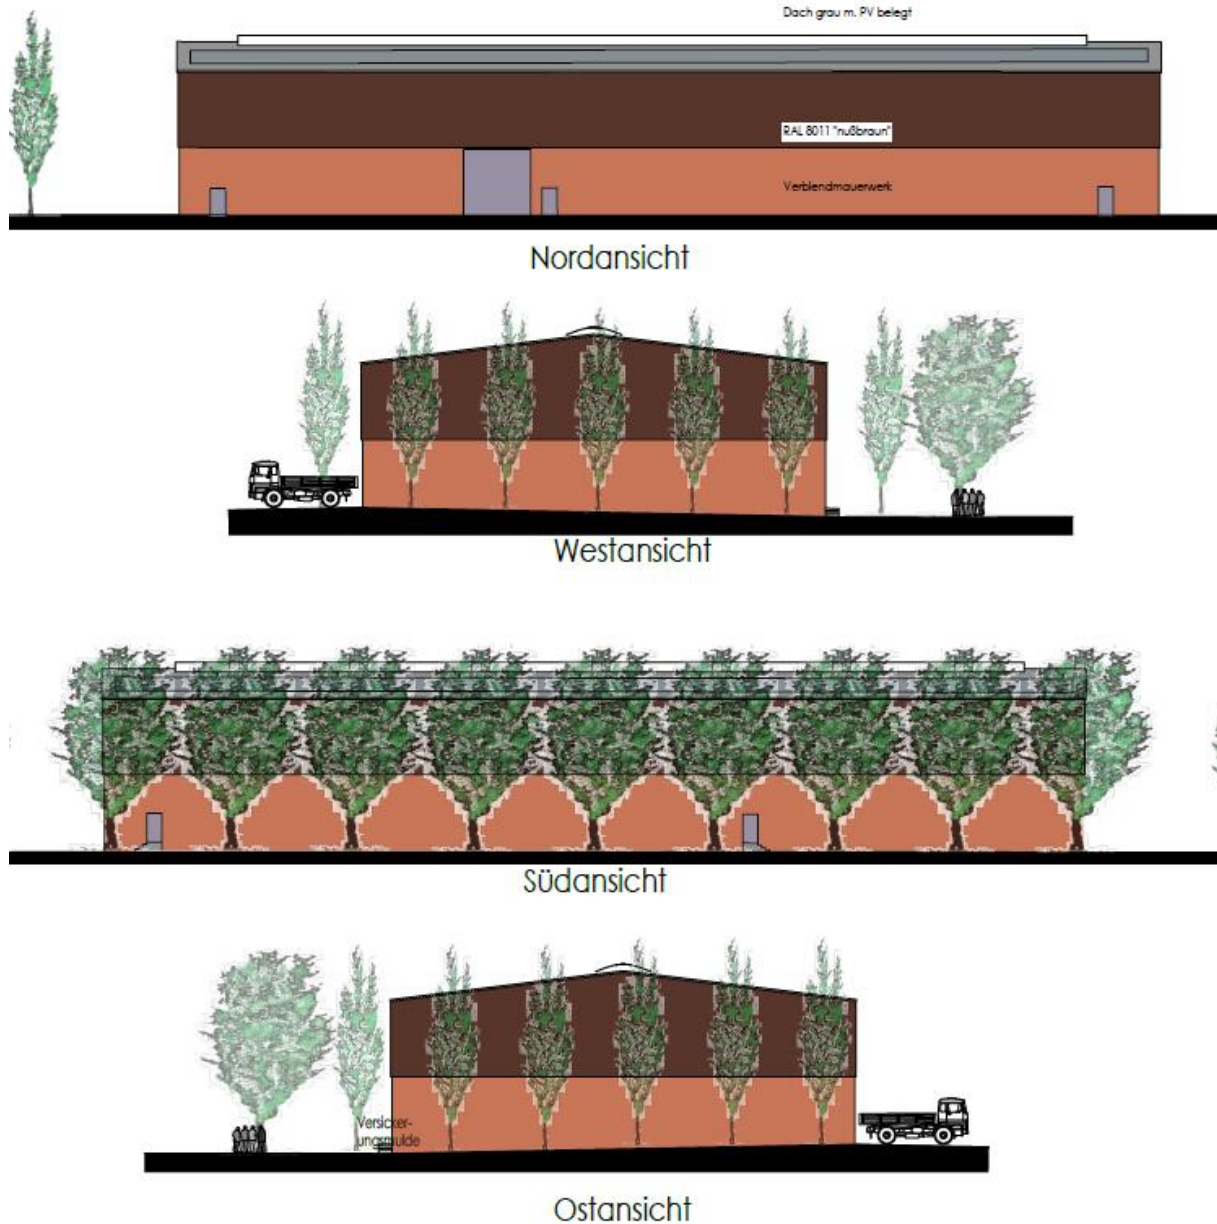 Dach grau m. PV belegt
RAL 8011 "nußbraun"
Verblendmauerwerk
Nordansicht
Westansicht
Südansicht
Versicker-
ungsmulde
Ostansicht